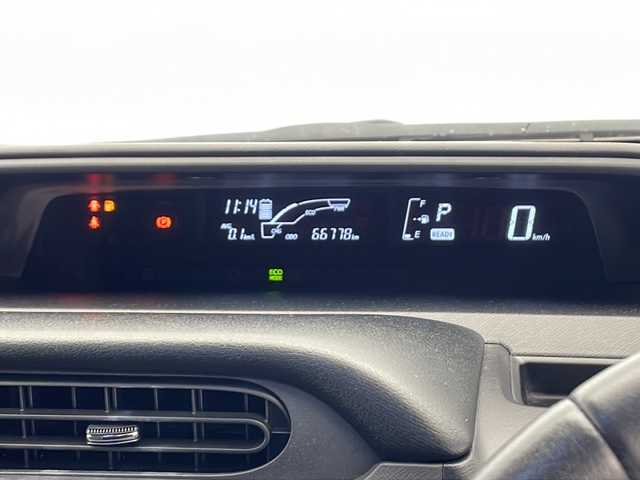 11:14
ECO PWR
CHG
AVG 0.1 km/L
ODO 66778 km
F
E
P
READY
0 km/h
ECO MODE